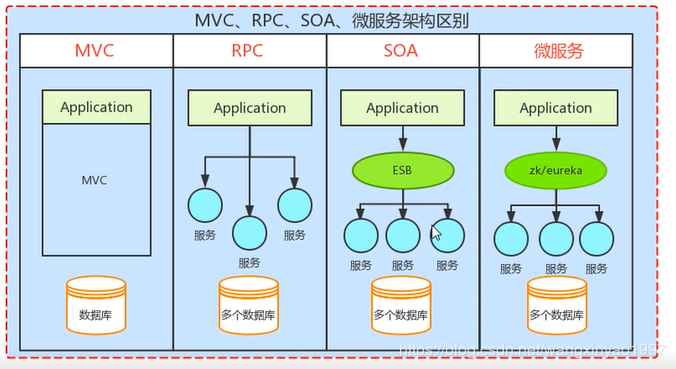 MVC、RPC、SOA、微服务架构区别
MVC
RPC
SOA
微服务
Application
MVC
数据库
Application
服务
服务
服务
多个数据库
Application
ESB
服务
服务
服务
多个数据库
Application
zk/eureka
服务
服务
服务
多个数据库
https://blog.csdn.net/wangxinyao1997